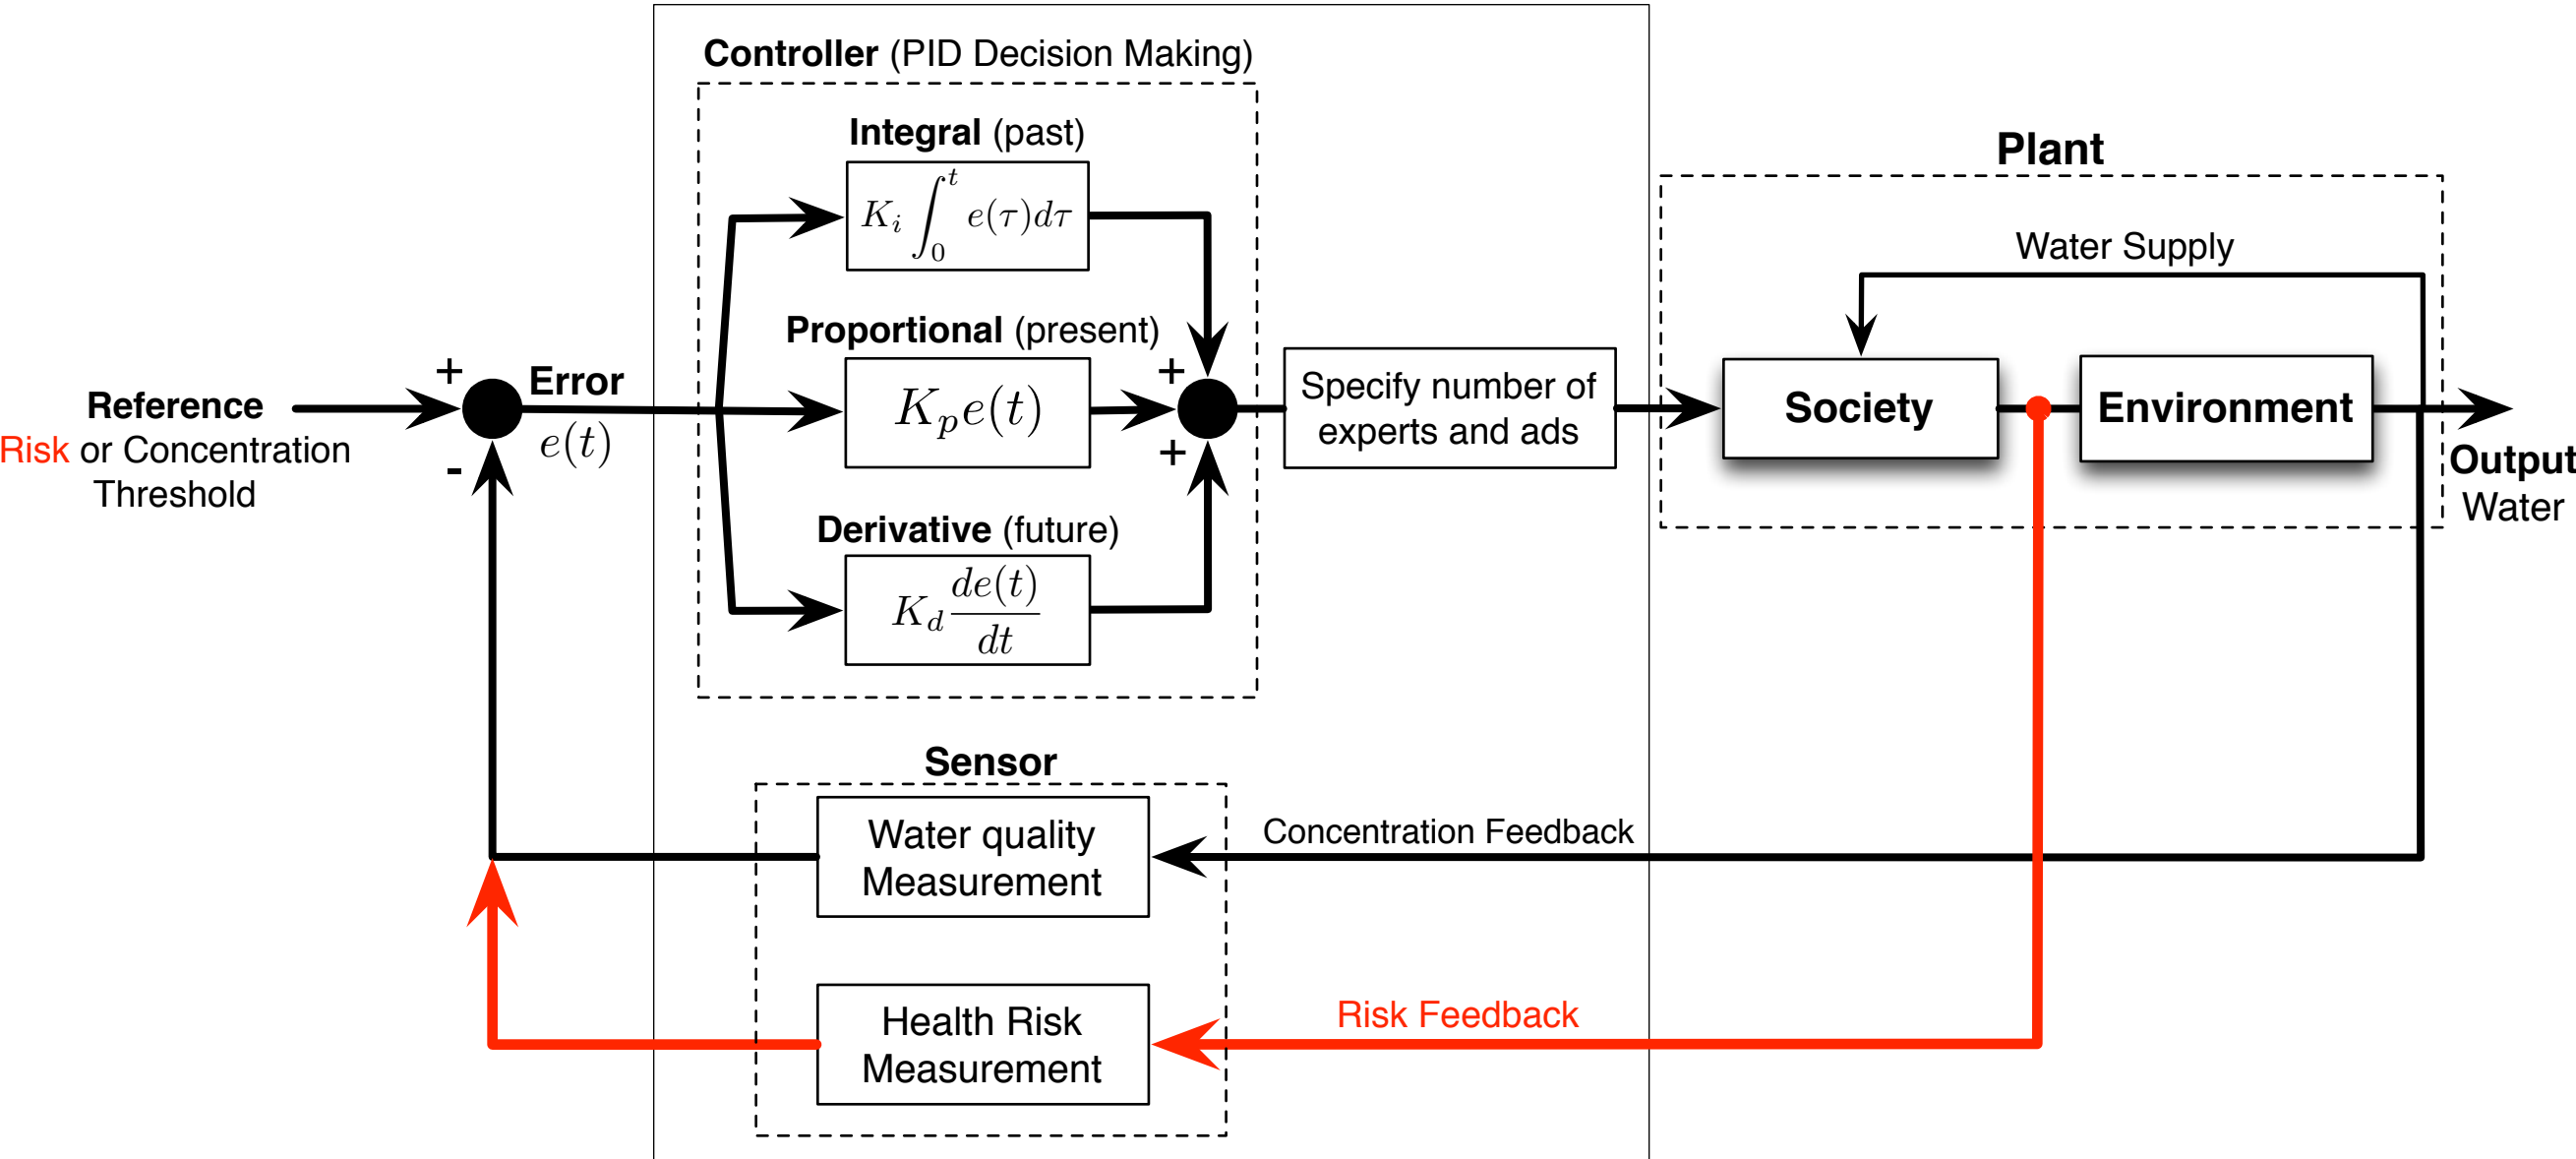 Controller (PID Decision Making)
Integral (past)
K_i ∫_0^t e(τ)dτ
Proportional (present)
K_p e(t)
Derivative (future)
K_d de(t)/dt
+
-
Error
e(t)
Reference
Risk or Concentration
Threshold
+
+
Specify number of
experts and ads
Plant
Water Supply
Society
Environment
Output
Water
Sensor
Water quality
Measurement
Concentration Feedback
Health Risk
Measurement
Risk Feedback